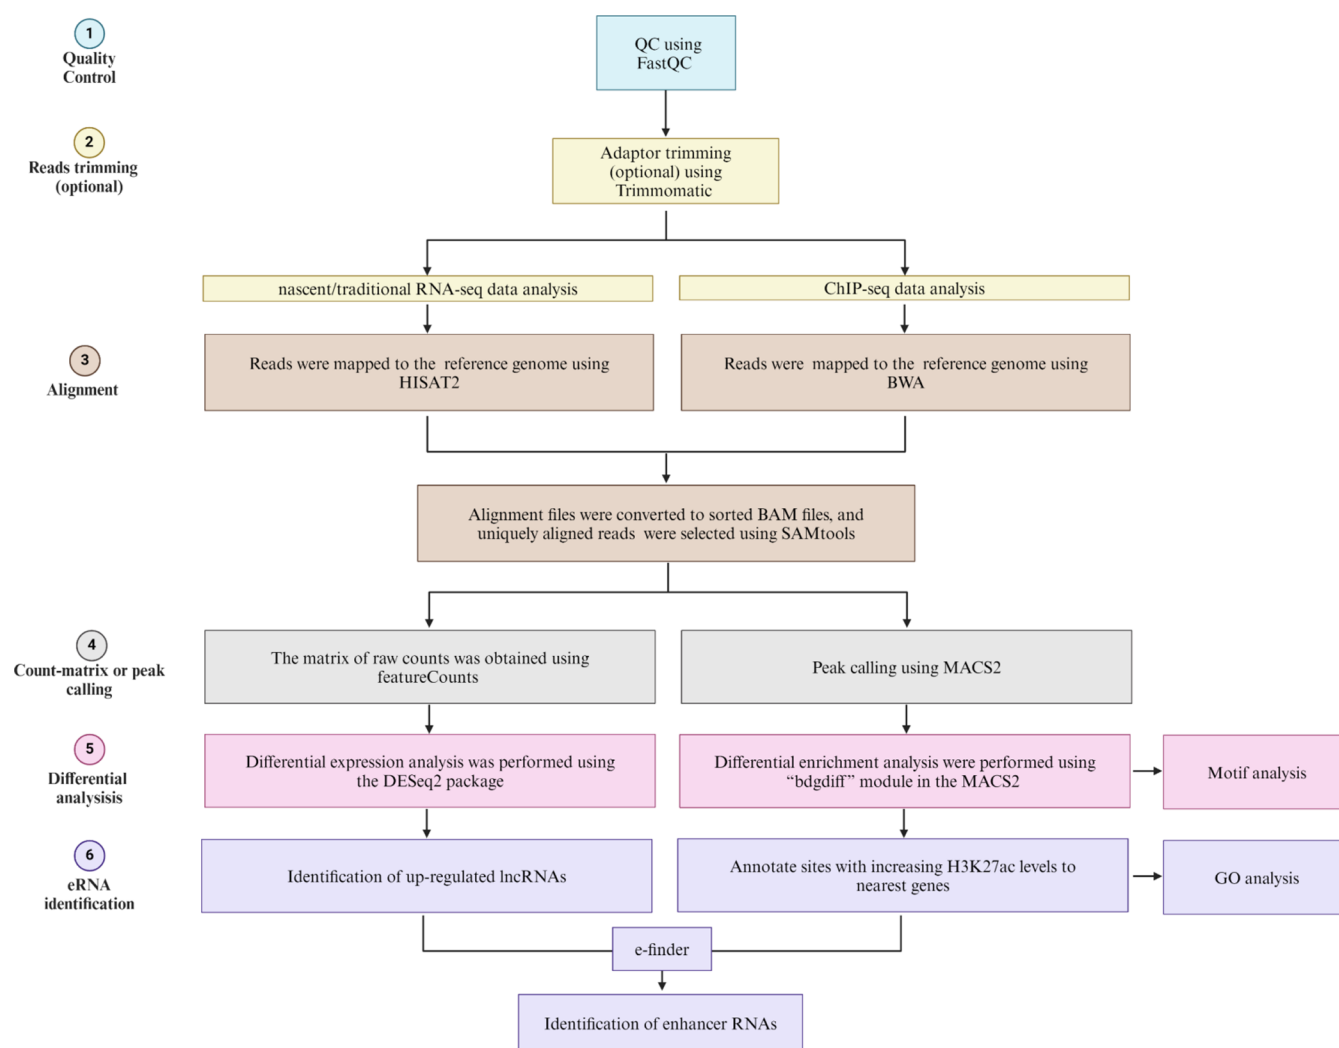 1
Quality
Control
QC using
FastQC
2
Reads trimming
(optional)
Adaptor trimming
(optional) using
Trimmomatic
nascent/traditional RNA-seq data analysis
ChIP-seq data analysis
3
Alignment
Reads were mapped to the reference genome using
HISAT2
Reads were mapped to the reference genome using
BWA
Alignment files were converted to sorted BAM files, and
uniquely aligned reads were selected using SAMtools
4
Count-matrix or peak
calling
The matrix of raw counts was obtained using
featureCounts
Peak calling using MACS2
5
Differential
analysisis
Differential expression analysis was performed using
the DESeq2 package
Differential enrichment analysis were performed using
“bdgdiff” module in the MACS2
Motif analysis
6
eRNA
identification
Identification of up-regulated lncRNAs
Annotate sites with increasing H3K27ac levels to
nearest genes
GO analysis
e-finder
Identification of enhancer RNAs